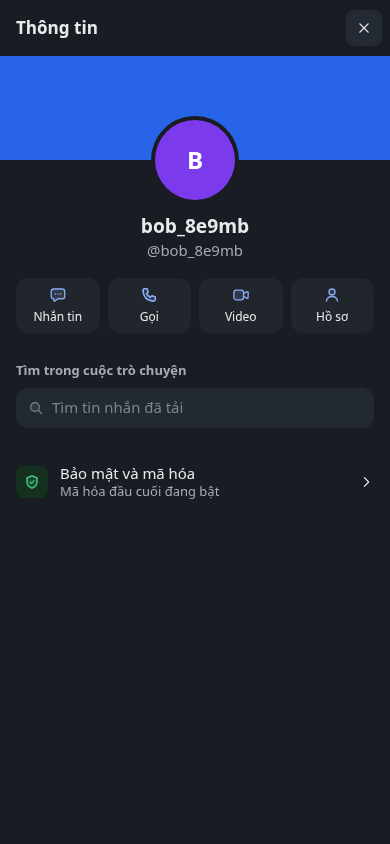 Thông tin
B
bob_8e9mb
@bob_8e9mb
Nhắn tin
Gọi
Video
Hồ sơ
Tìm trong cuộc trò chuyện
Tìm tin nhắn đã tải
Bảo mật và mã hóa
Mã hóa đầu cuối đang bật